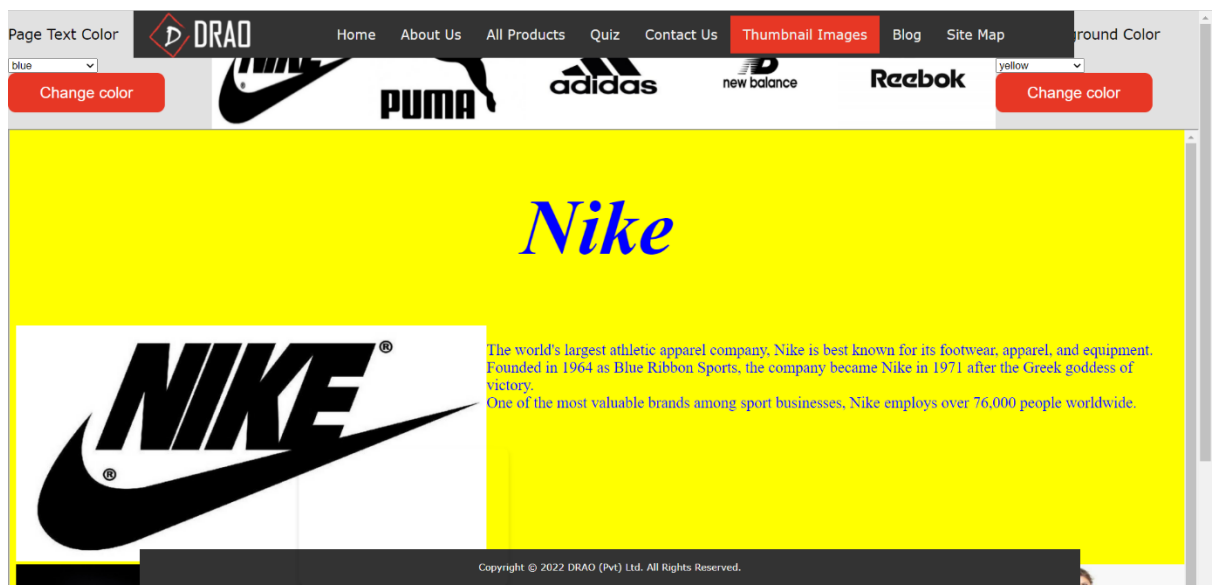 Page Text Color
DRAO
Home
About Us
All Products
Quiz
Contact Us
Thumbnail Images
Blog
Site Map
Color
blue
Change color
PUMA
adidas
new balance
Reebok
yellow
Change color
Nike
NIKE®
®
The world's largest athletic apparel company, Nike is best known for its footwear, apparel, and equipment.
Founded in 1964 as Blue Ribbon Sports, the company became Nike in 1971 after the Greek goddess of
victory.
One of the most valuable brands among sport businesses, Nike employs over 76,000 people worldwide.
Copyright © 2022 DRAO (Pvt) Ltd. All Rights Reserved.